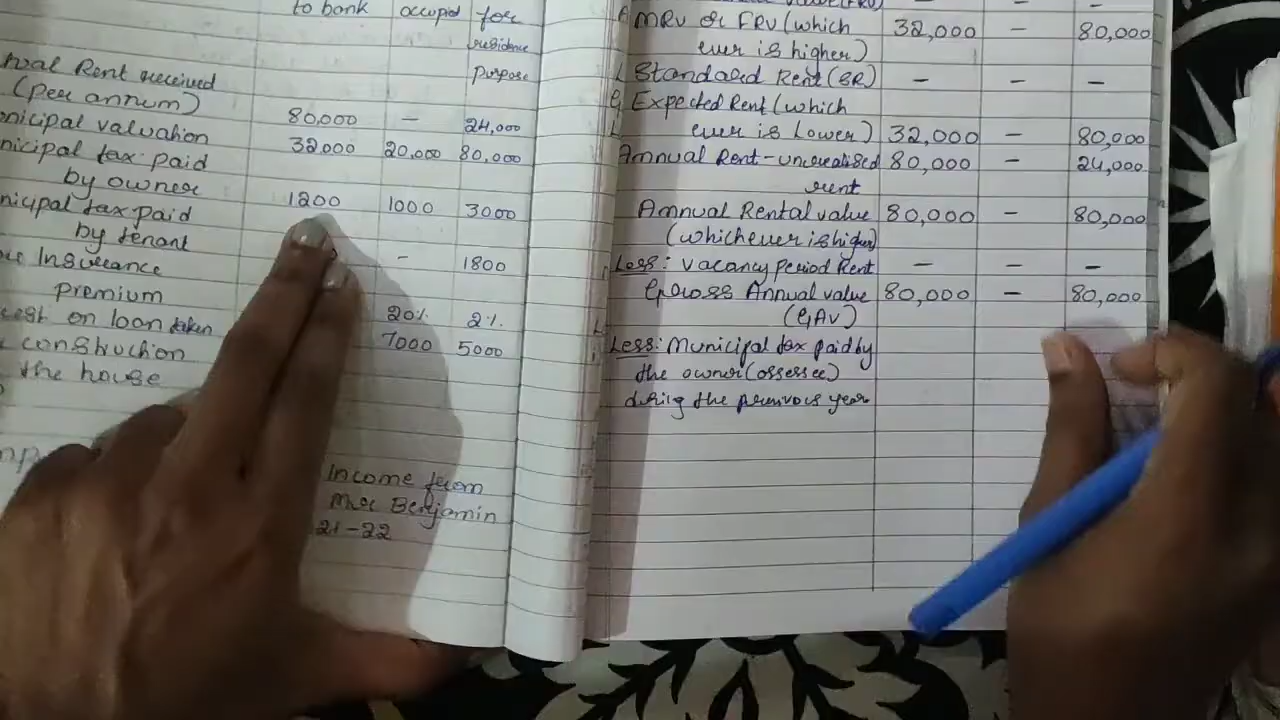 to bank occupid for
residence
purpose
Rent received
(per annum) 80,000 - 24,000
valuation 32000 20,000 80,000
tax paid
by owner 1200 1000 3000
tax paid
by tenant - 1800
Insurance
premium 20% 2%
on loan taken 7000 5000
construction
the house
Income from
Mr Benjamin
21-22
MRV or FRV (which 32,000 - 80,000
ever is higher)
Standard Rent (SR) - - -
Expected Rent (which
ever is Lower) 32,000 - 80,000
Annual Rent-unrealised 80,000 - 24,000
rent
Annual Rental value 80,000 - 80,000
(whichever is higher)
Less: vacancy period Rent - - -
Gross Annual value 80,000 - 80,000
(GAV)
Less: Municipal tax paid by
the owner (assessee)
during the previous year